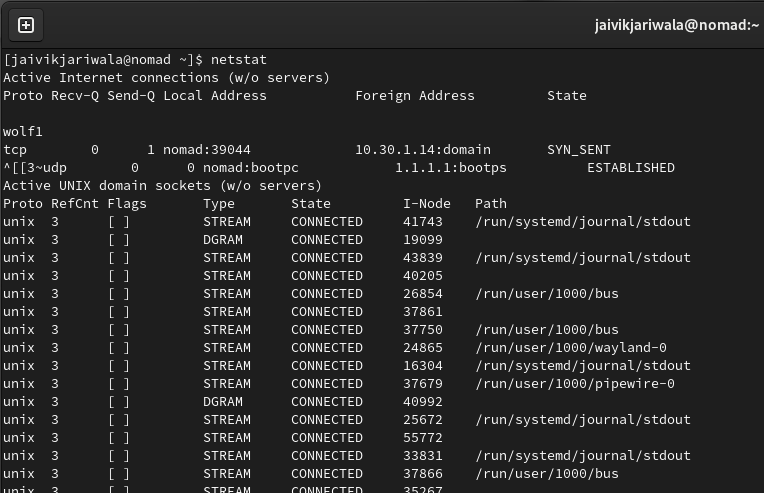 jaivikjariwala@nomad:~
[jaivikjariwala@nomad ~]$ netstat
Active Internet connections (w/o servers)
Proto Recv-Q Send-Q Local Address           Foreign Address         State
wolf1
tcp        0      1 nomad:39044             10.30.1.14:domain       SYN_SENT
^[[3~udp        0      0 nomad:bootpc            1.1.1.1:bootps          ESTABLISHED
Active UNIX domain sockets (w/o servers)
Proto RefCnt Flags       Type       State         I-Node   Path
unix  3      [ ]         STREAM     CONNECTED     41743    /run/systemd/journal/stdout
unix  3      [ ]         DGRAM      CONNECTED     19099
unix  3      [ ]         STREAM     CONNECTED     43839    /run/systemd/journal/stdout
unix  3      [ ]         STREAM     CONNECTED     40205
unix  3      [ ]         STREAM     CONNECTED     26854    /run/user/1000/bus
unix  3      [ ]         STREAM     CONNECTED     37861
unix  3      [ ]         STREAM     CONNECTED     37750    /run/user/1000/bus
unix  3      [ ]         STREAM     CONNECTED     24865    /run/user/1000/wayland-0
unix  3      [ ]         STREAM     CONNECTED     16304    /run/systemd/journal/stdout
unix  3      [ ]         STREAM     CONNECTED     37679    /run/user/1000/pipewire-0
unix  3      [ ]         DGRAM      CONNECTED     40992
unix  3      [ ]         STREAM     CONNECTED     25672    /run/systemd/journal/stdout
unix  3      [ ]         STREAM     CONNECTED     55772
unix  3      [ ]         STREAM     CONNECTED     33831    /run/systemd/journal/stdout
unix  3      [ ]         STREAM     CONNECTED     37866    /run/user/1000/bus
unix  3      [ ]         STREAM     CONNECTED     35267